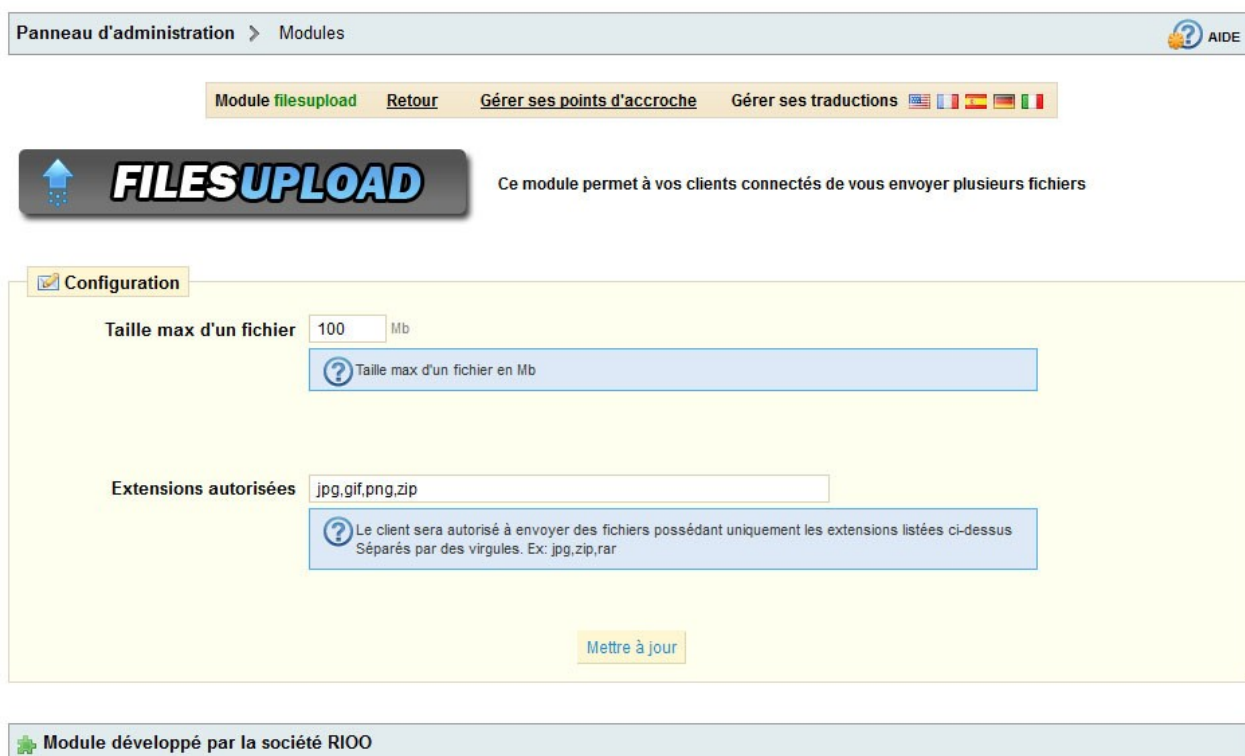 Panneau d'administration > Modules
AIDE
Module filesupload Retour Gérer ses points d'accroche Gérer ses traductions
FILESUPLOAD
Ce module permet à vos clients connectés de vous envoyer plusieurs fichiers
Configuration
Taille max d'un fichier 100 Mb
Taille max d'un fichier en Mb
Extensions autorisées jpg,gif,png,zip
Le client sera autorisé à envoyer des fichiers possédant uniquement les extensions listées ci-dessus
Séparés par des virgules. Ex: jpg,zip,rar
Mettre à jour
Module développé par la société RIOO